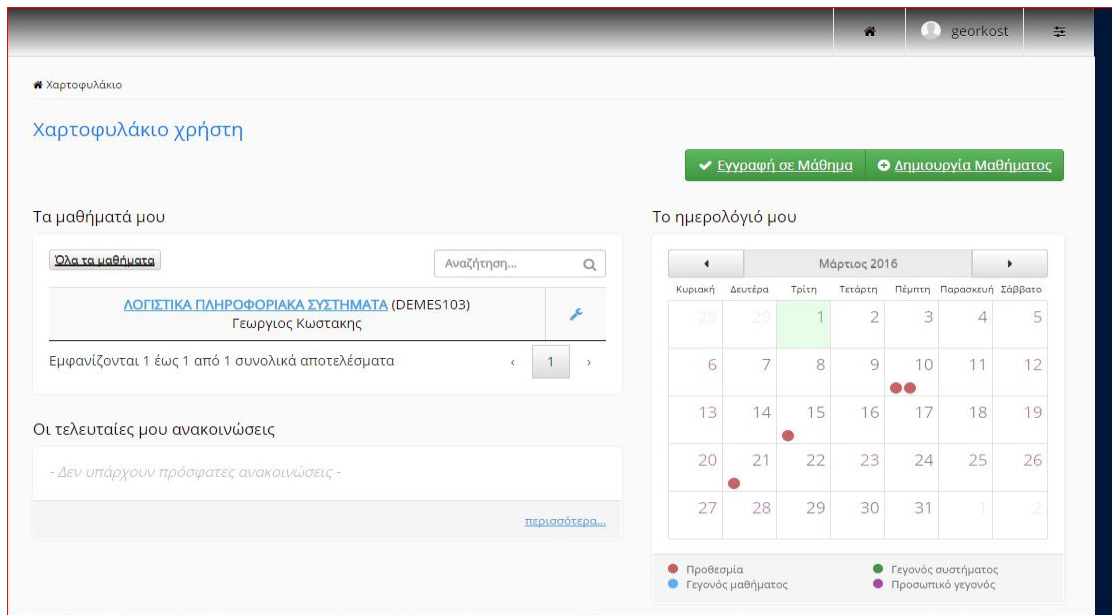 georkost
Χαρτοφυλάκιο
Χαρτοφυλάκιο χρήστη
Εγγραφή σε Μάθημα Δημιουργία Μαθήματος
Τα μαθήματά μου
Όλα τα μαθήματα
Αναζήτηση...
ΛΟΓΙΣΤΙΚΑ ΠΛΗΡΟΦΟΡΙΑΚΑ ΣΥΣΤΗΜΑΤΑ (DEMES103)
Γεωργιος Κωστακης
Εμφανίζονται 1 έως 1 από 1 συνολικά αποτελέσματα
‹ 1 ›
Οι τελευταίες μου ανακοινώσεις
- Δεν υπάρχουν πρόσφατες ανακοινώσεις -
περισσότερα...
Το ημερολόγιό μου
Μάρτιος 2016
Κυριακή Δευτέρα Τρίτη Τετάρτη Πέμπτη Παρασκευή Σάββατο
28 29 1 2 3 4 5
6 7 8 9 10 11 12
13 14 15 16 17 18 19
20 21 22 23 24 25 26
27 28 29 30 31 1 2
Προθεσμία Γεγονός συστήματος
Γεγονός μαθήματος Προσωπικό γεγονός